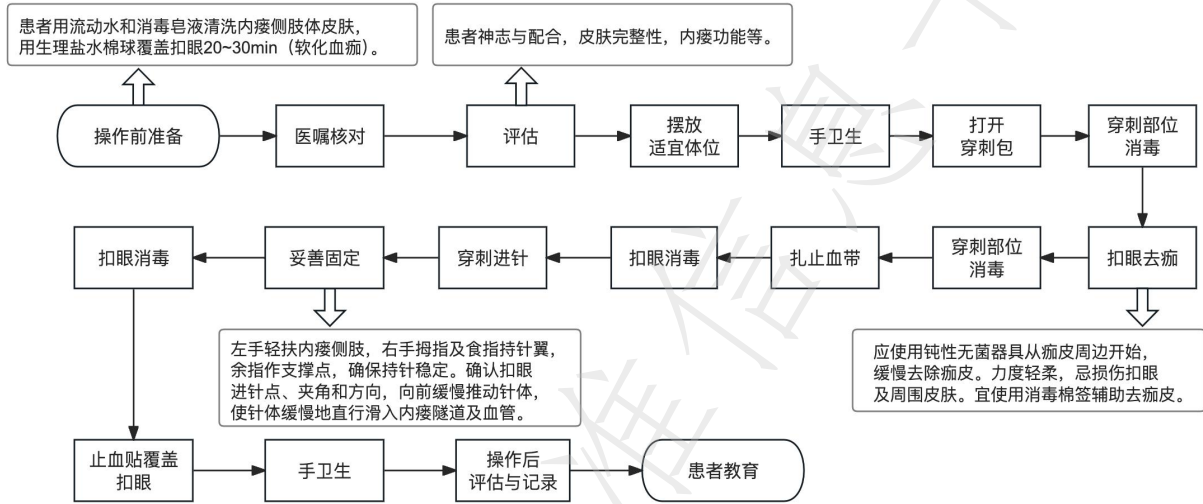 患者用流动水和消毒皂液清洗内瘘侧肢体皮肤，
用生理盐水棉球覆盖扣眼20~30min（软化血痂）。
患者神志与配合，皮肤完整性，内瘘功能等。
操作前准备
医嘱核对
评估
摆放
适宜体位
手卫生
打开
穿刺包
穿刺部位
消毒
扣眼去痂
穿刺部位
消毒
扎止血带
扣眼消毒
穿刺进针
妥善固定
扣眼消毒
应使用钝性无菌器具从痂皮周边开始，
缓慢去除痂皮。力度轻柔，忌损伤扣眼
及周围皮肤。宜使用消毒棉签辅助去痂皮。
左手轻扶内瘘侧肢，右手拇指及食指持针翼，
余指作支撑点，确保持针稳定。确认扣眼
进针点、夹角和方向，向前缓慢推动针体，
使针体缓慢地直行滑入内瘘隧道及血管。
止血贴覆盖
扣眼
手卫生
操作后
评估与记录
患者教育
准信息